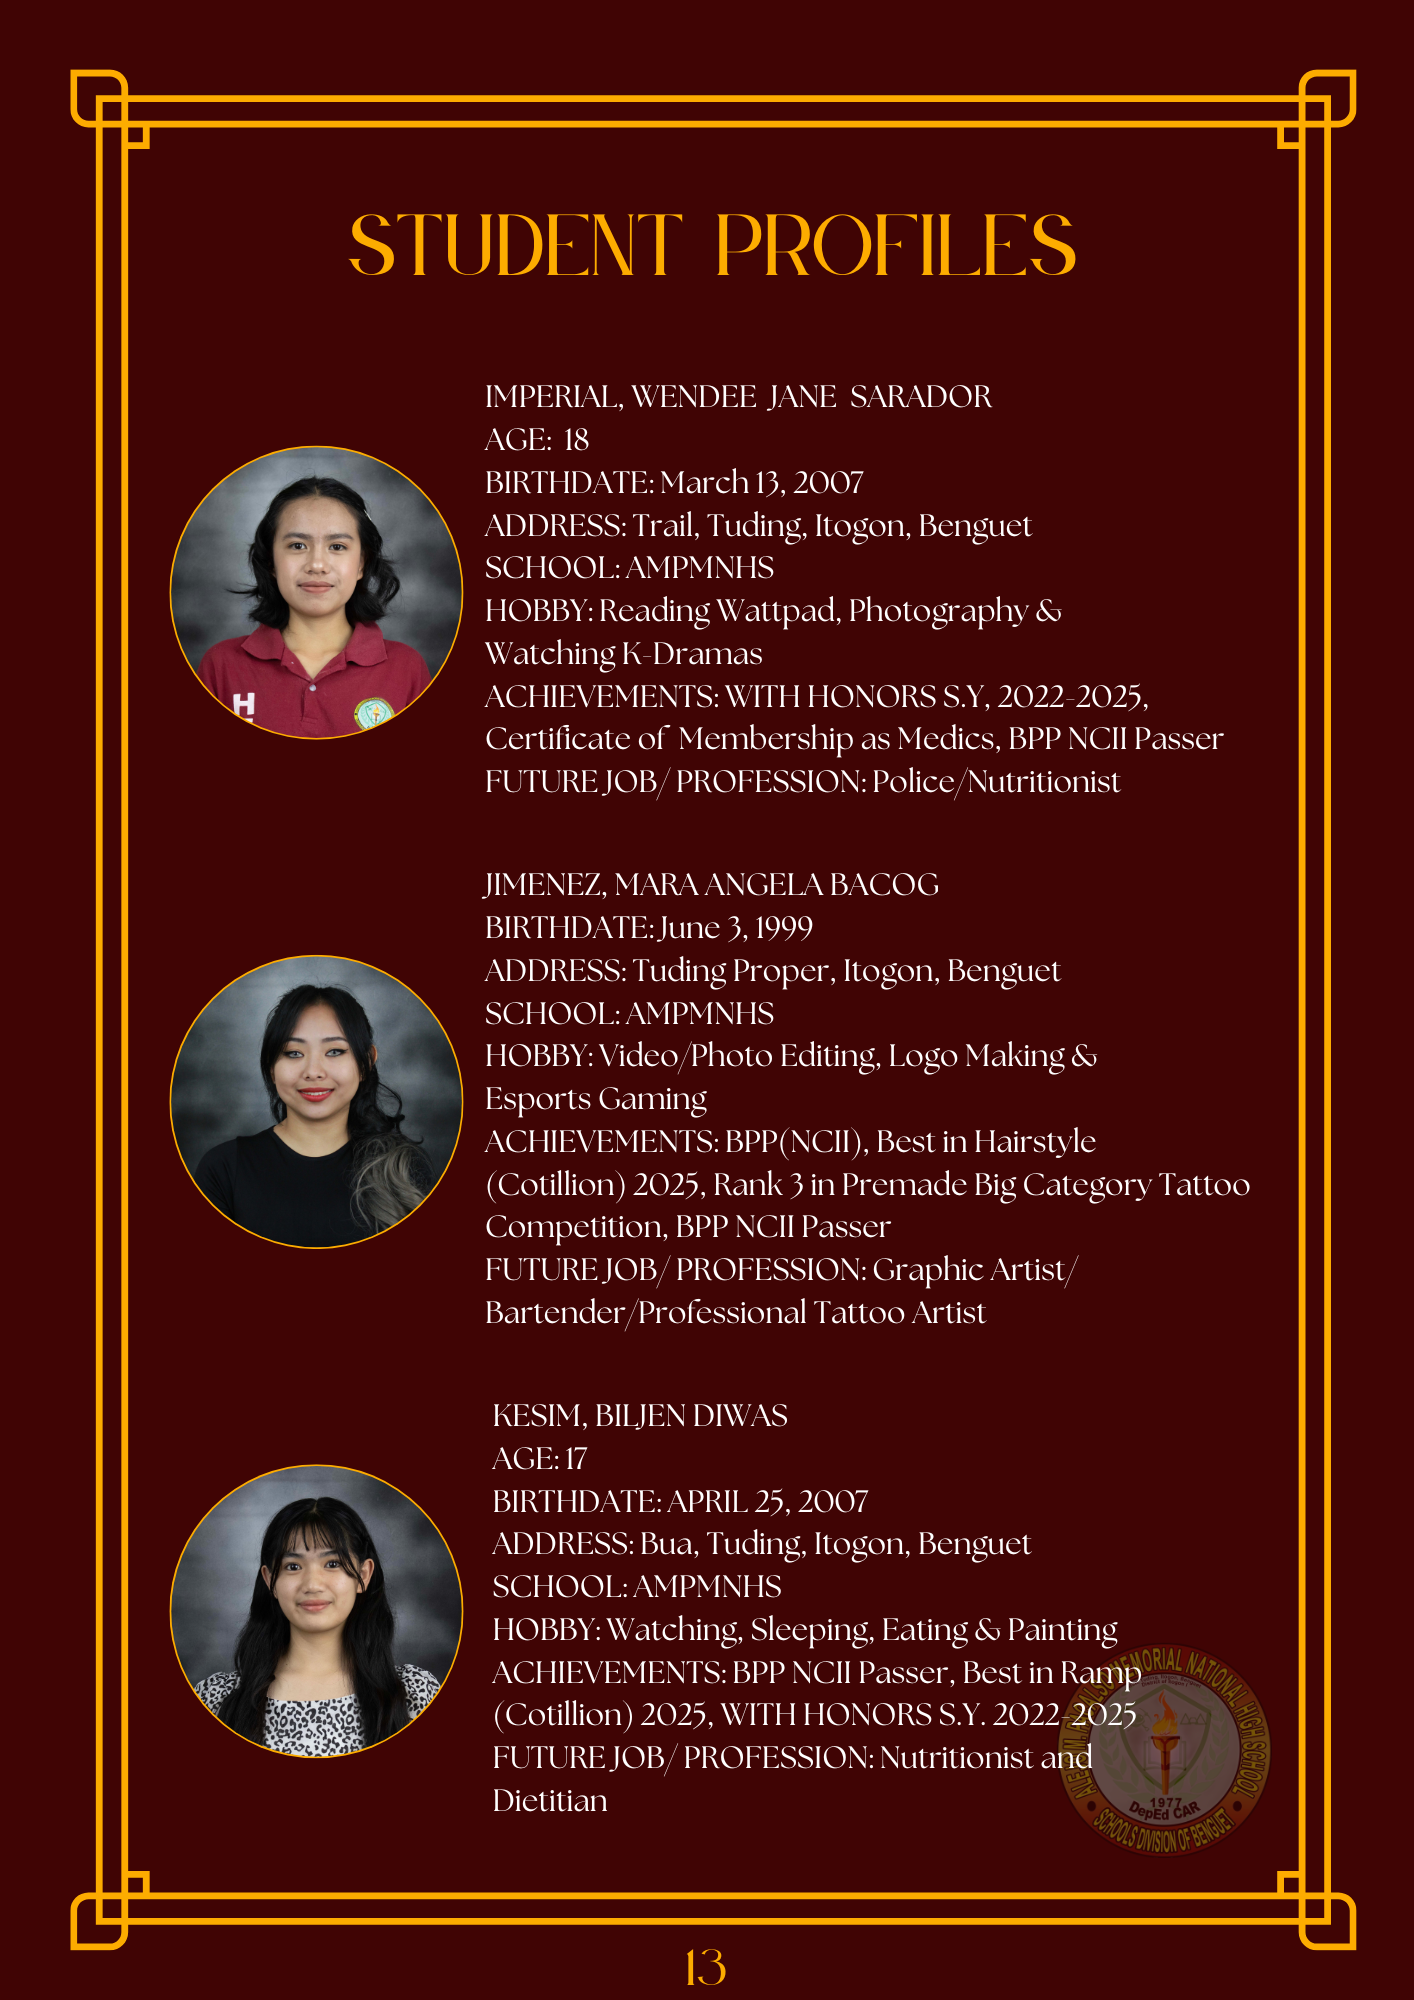 STUDENT PROFILES
IMPERIAL, WENDEE JANE SARADOR
AGE: 18
BIRTHDATE: March 13, 2007
ADDRESS: Trail, Tuding, Itogon, Benguet
SCHOOL: AMPMNHS
HOBBY: Reading Wattpad, Photography &
Watching K-Dramas
ACHIEVEMENTS: WITH HONORS S.Y, 2022-2025,
Certificate of Membership as Medics, BPP NCII Passer
FUTURE JOB/ PROFESSION: Police/Nutritionist
H
JIMENEZ, MARA ANGELA BACOG
BIRTHDATE: June 3, 1999
ADDRESS: Tuding Proper, Itogon, Benguet
SCHOOL: AMPMNHS
HOBBY: Video/Photo Editing, Logo Making &
Esports Gaming
ACHIEVEMENTS: BPP(NCII), Best in Hairstyle
(Cotillion) 2025, Rank 3 in Premade Big Category Tattoo
Competition, BPP NCII Passer
FUTURE JOB/ PROFESSION: Graphic Artist/
Bartender/Professional Tattoo Artist
KESIM, BILJEN DIWAS
AGE: 17
BIRTHDATE: APRIL 25, 2007
ADDRESS: Bua, Tuding, Itogon, Benguet
SCHOOL: AMPMNHS
HOBBY: Watching, Sleeping, Eating & Painting
ACHIEVEMENTS: BPP NCII Passer, Best in Ramp
(Cotillion) 2025, WITH HONORS S.Y. 2022-2025
FUTURE JOB/ PROFESSION: Nutritionist and
Dietitian
MEMORIAL NATIONAL HIGH SCHOOL
1977
DepEd CAR
SCHOOLS DIVISION OF BENGUET
13